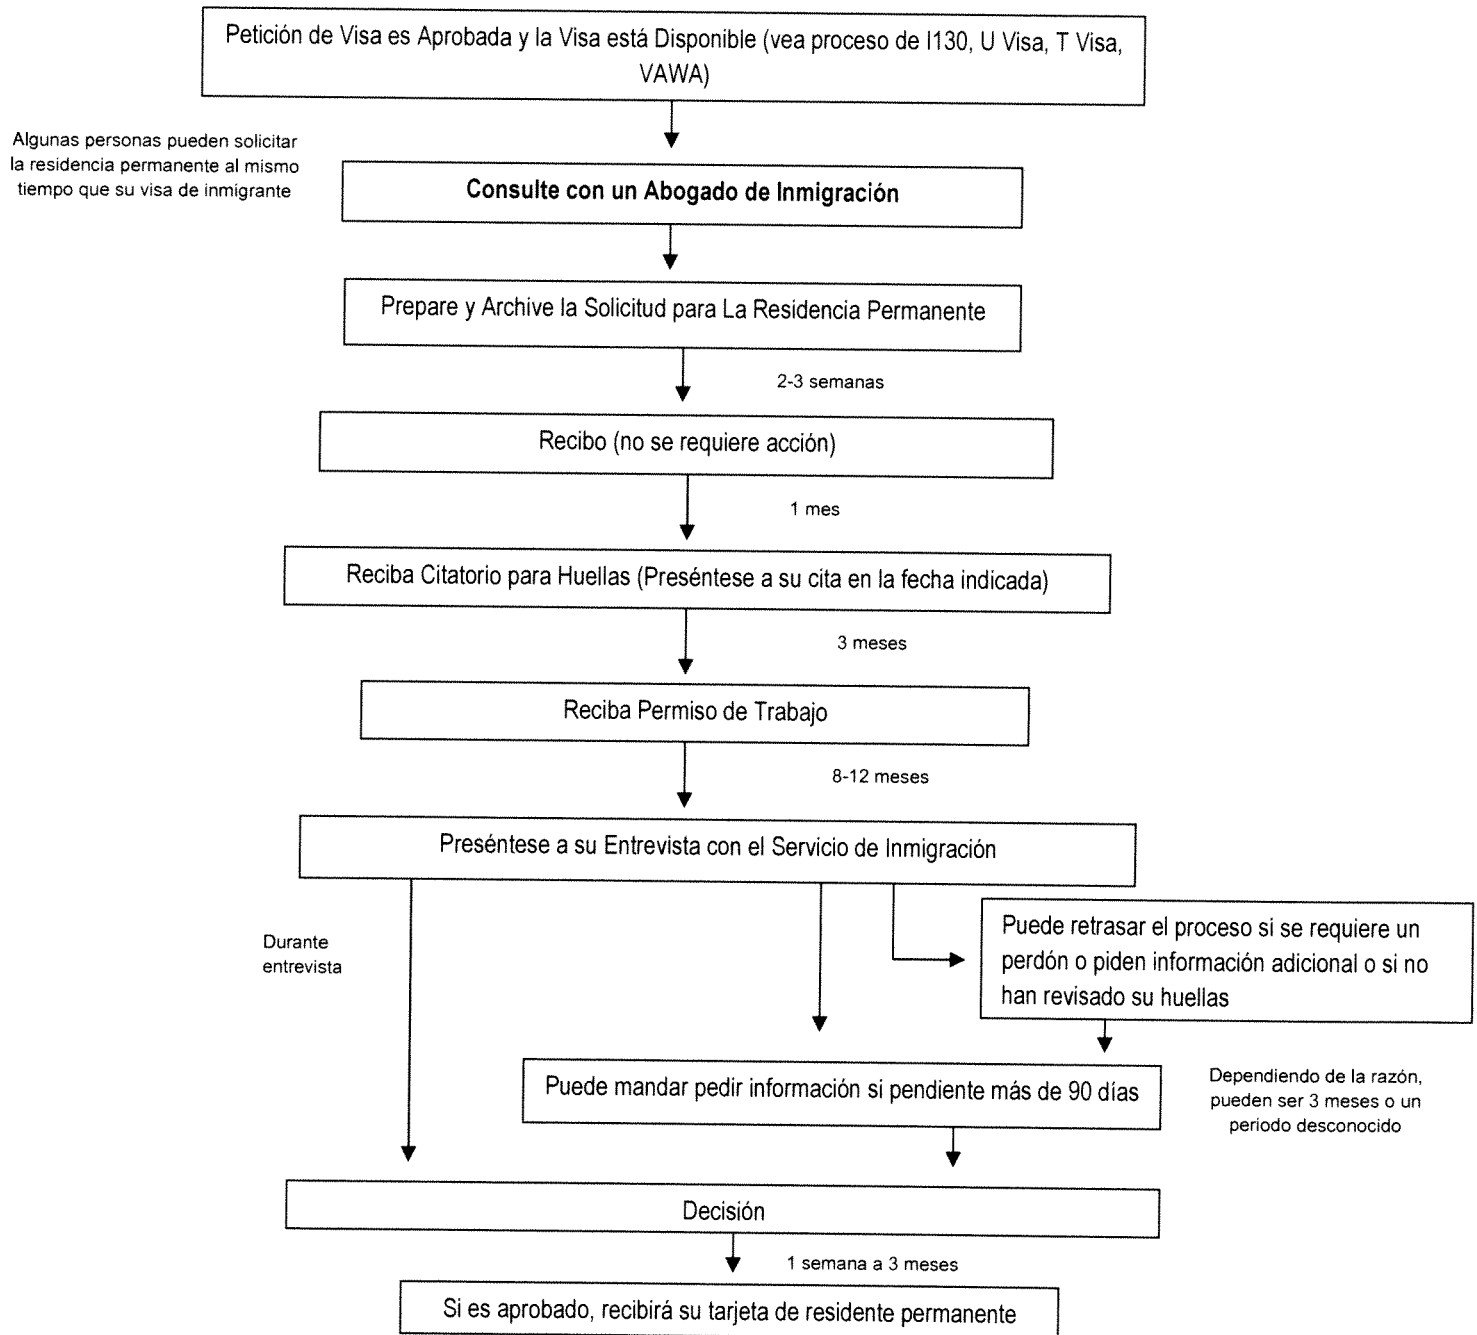 Petición de Visa es Aprobada y la Visa está Disponible (vea proceso de I130, U Visa, T Visa,
VAWA)
Algunas personas pueden solicitar
la residencia permanente al mismo
tiempo que su visa de inmigrante
Consulte con un Abogado de Inmigración
Prepare y Archive la Solicitud para La Residencia Permanente
2-3 semanas
Recibo (no se requiere acción)
1 mes
Reciba Citatorio para Huellas (Preséntese a su cita en la fecha indicada)
3 meses
Reciba Permiso de Trabajo
8-12 meses
Preséntese a su Entrevista con el Servicio de Inmigración
Durante
entrevista
Puede retrasar el proceso si se requiere un
perdón o piden información adicional o si no
han revisado su huellas
Puede mandar pedir información si pendiente más de 90 días
Dependiendo de la razón,
pueden ser 3 meses o un
periodo desconocido
Decisión
1 semana a 3 meses
Si es aprobado, recibirá su tarjeta de residente permanente